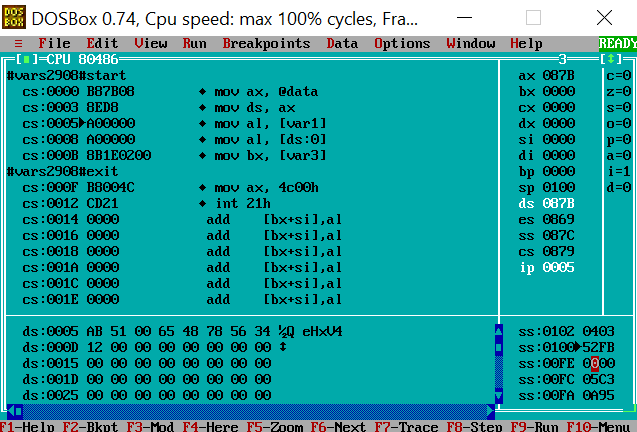 DOS BOX DOSBox 0.74, Cpu speed: max 100% cycles, Fra...
≡ File Edit View Run Breakpoints Data Options Window Help READY
[■]=CPU 80486 3 [↕]
#vars2908#start
cs:0000 B87B08 ♦ mov ax, @data
cs:0003 8ED8 ♦ mov ds, ax
cs:0005►A00000 ♦ mov al, [var1]
cs:0008 A00000 ♦ mov al, [ds:0]
cs:000B 8B1E0200 ♦ mov bx, [var3]
#vars2908#exit
cs:000F B8004C ♦ mov ax, 4c00h
cs:0012 CD21 ♦ int 21h
cs:0014 0000 add [bx+si],al
cs:0016 0000 add [bx+si],al
cs:0018 0000 add [bx+si],al
cs:001A 0000 add [bx+si],al
cs:001C 0000 add [bx+si],al
cs:001E 0000 add [bx+si],al
ax 087B c=0
bx 0000 z=0
cx 0000 s=0
dx 0000 o=0
si 0000 p=0
di 0000 a=0
bp 0000 i=1
sp 0100 d=0
ds 087B
es 0869
ss 087C
cs 0879
ip 0005
ds:0005 AB 51 00 65 48 78 56 34 ½Q eHxV4
ds:000D 12 00 00 00 00 00 00 00 ↕
ds:0015 00 00 00 00 00 00 00 00
ds:001D 00 00 00 00 00 00 00 00
ds:0025 00 00 00 00 00 00 00 00
ss:0102 0403
ss:0100►52FB
ss:00FE 0000
ss:00FC 05C3
ss:00FA 0A95
F1-Help F2-Bkpt F3-Mod F4-Here F5-Zoom F6-Next F7-Trace F8-Step F9-Run F10-Menu